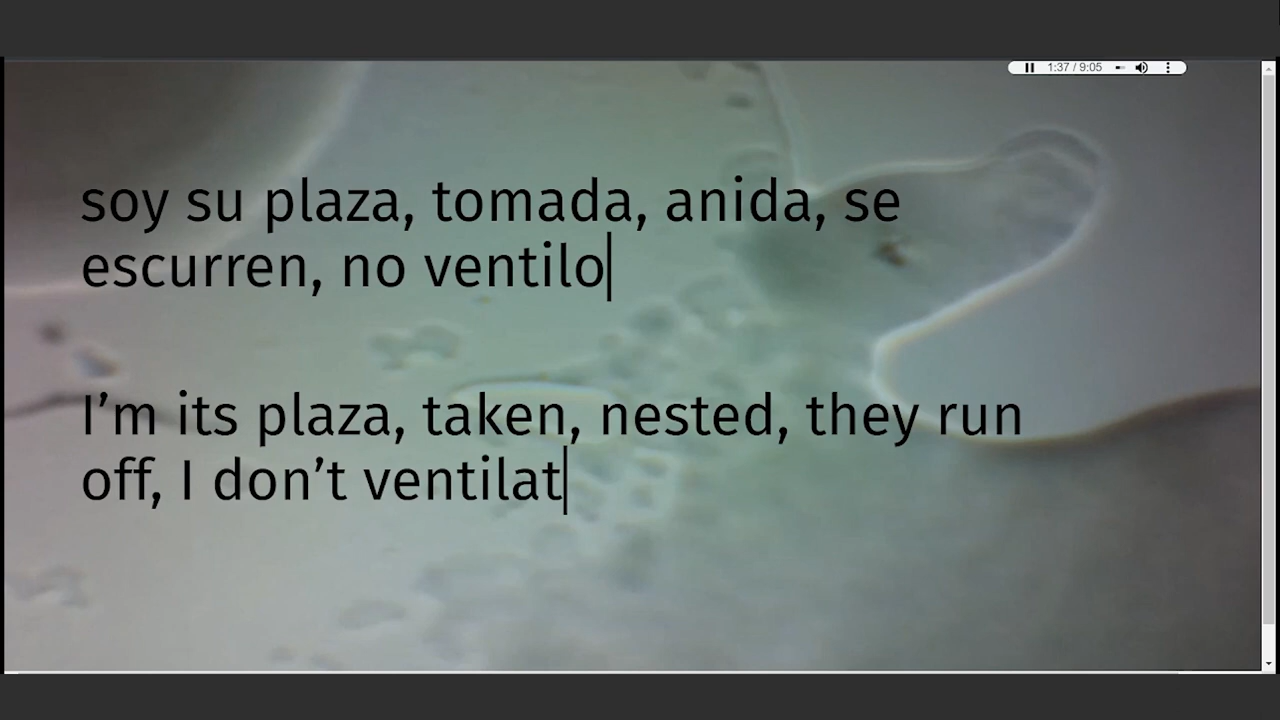 1:37 / 9:05
soy su plaza, tomada, anida, se
escurren, no ventilo
I’m its plaza, taken, nested, they run
off, I don’t ventilat